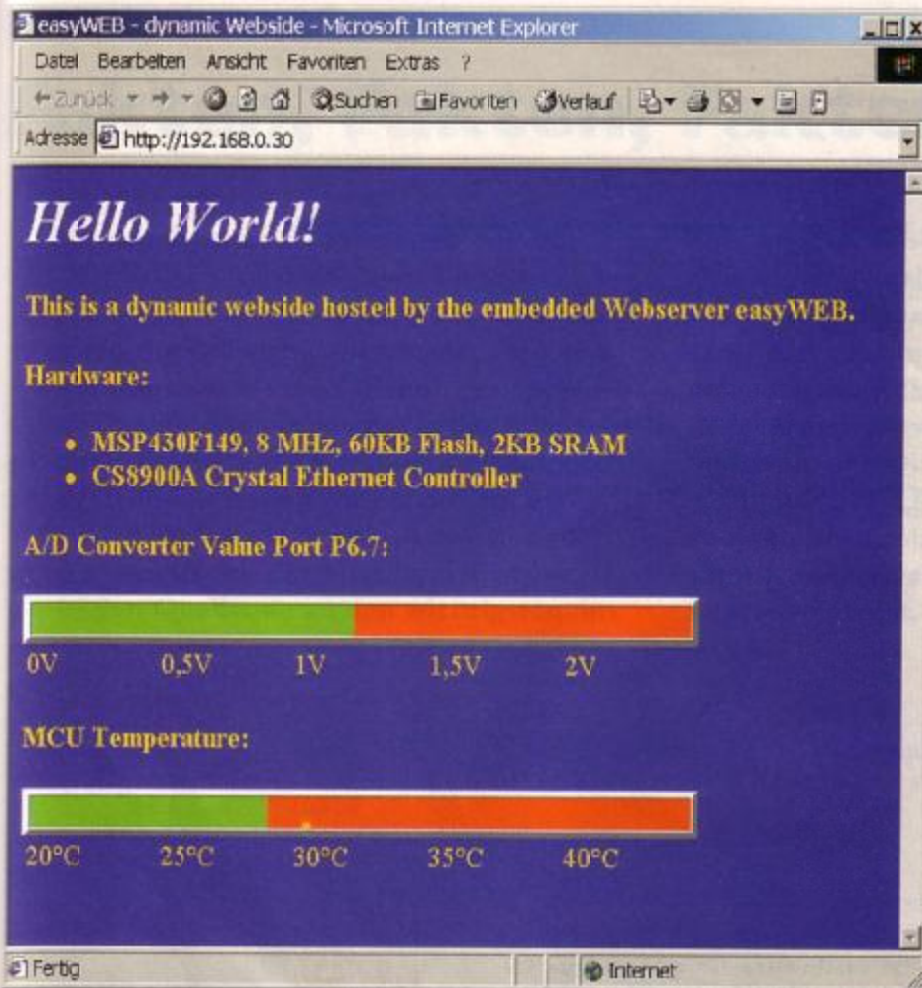 easyWEB - dynamic Webside - Microsoft Internet Explorer
Datei Bearbeiten Ansicht Favoriten Extras ?
Zurück Suchen Favoriten Verlauf
Adresse http://192.168.0.30
Hello World!
This is a dynamic webside hosted by the embedded Webserver easyWEB.
Hardware:
• MSP430F149, 8 MHz, 60KB Flash, 2KB SRAM
• CS8900A Crystal Ethernet Controller
A/D Converter Value Port P6.7:
0V 0,5V 1V 1,5V 2V
MCU Temperature:
20°C 25°C 30°C 35°C 40°C
Fertig Internet